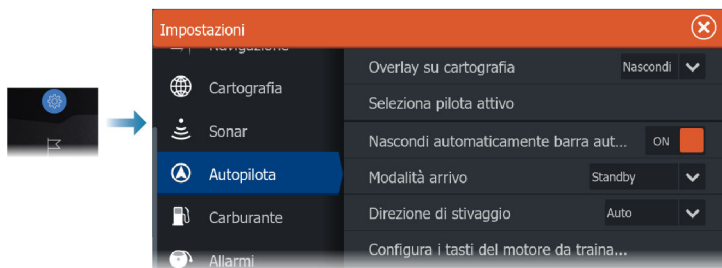 Impostazioni
Navigazione
Cartografia
Sonar
Autopilota
Carburante
Allarmi
Overlay su cartografia Nascondi
Seleziona pilota attivo
Nascondi automaticamente barra aut... ON
Modalità arrivo Standby
Direzione di stivaggio Auto
Configura i tasti del motore da traina...